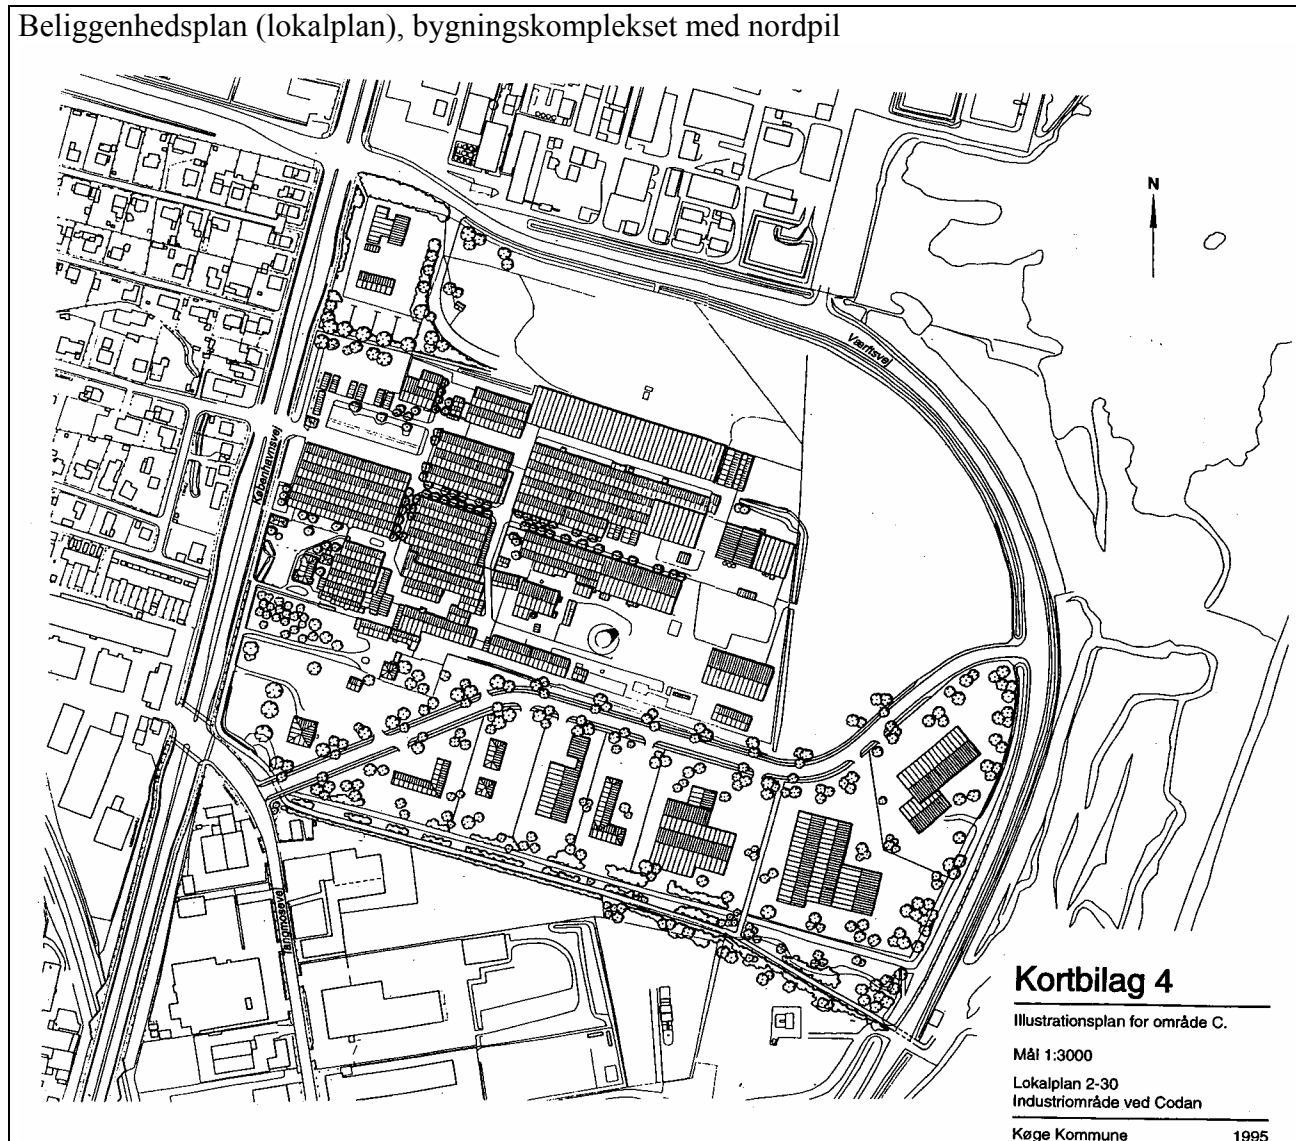 Beliggenhedsplan (lokalplan), bygningskomplekset med nordpil
N
Værftsvej
Københavnsvej
Tangmosevej
Kortbilag 4
Illustrationsplan for område C.
Mål 1:3000
Lokalplan 2-30
Industriområde ved Codan
Køge Kommune 1995